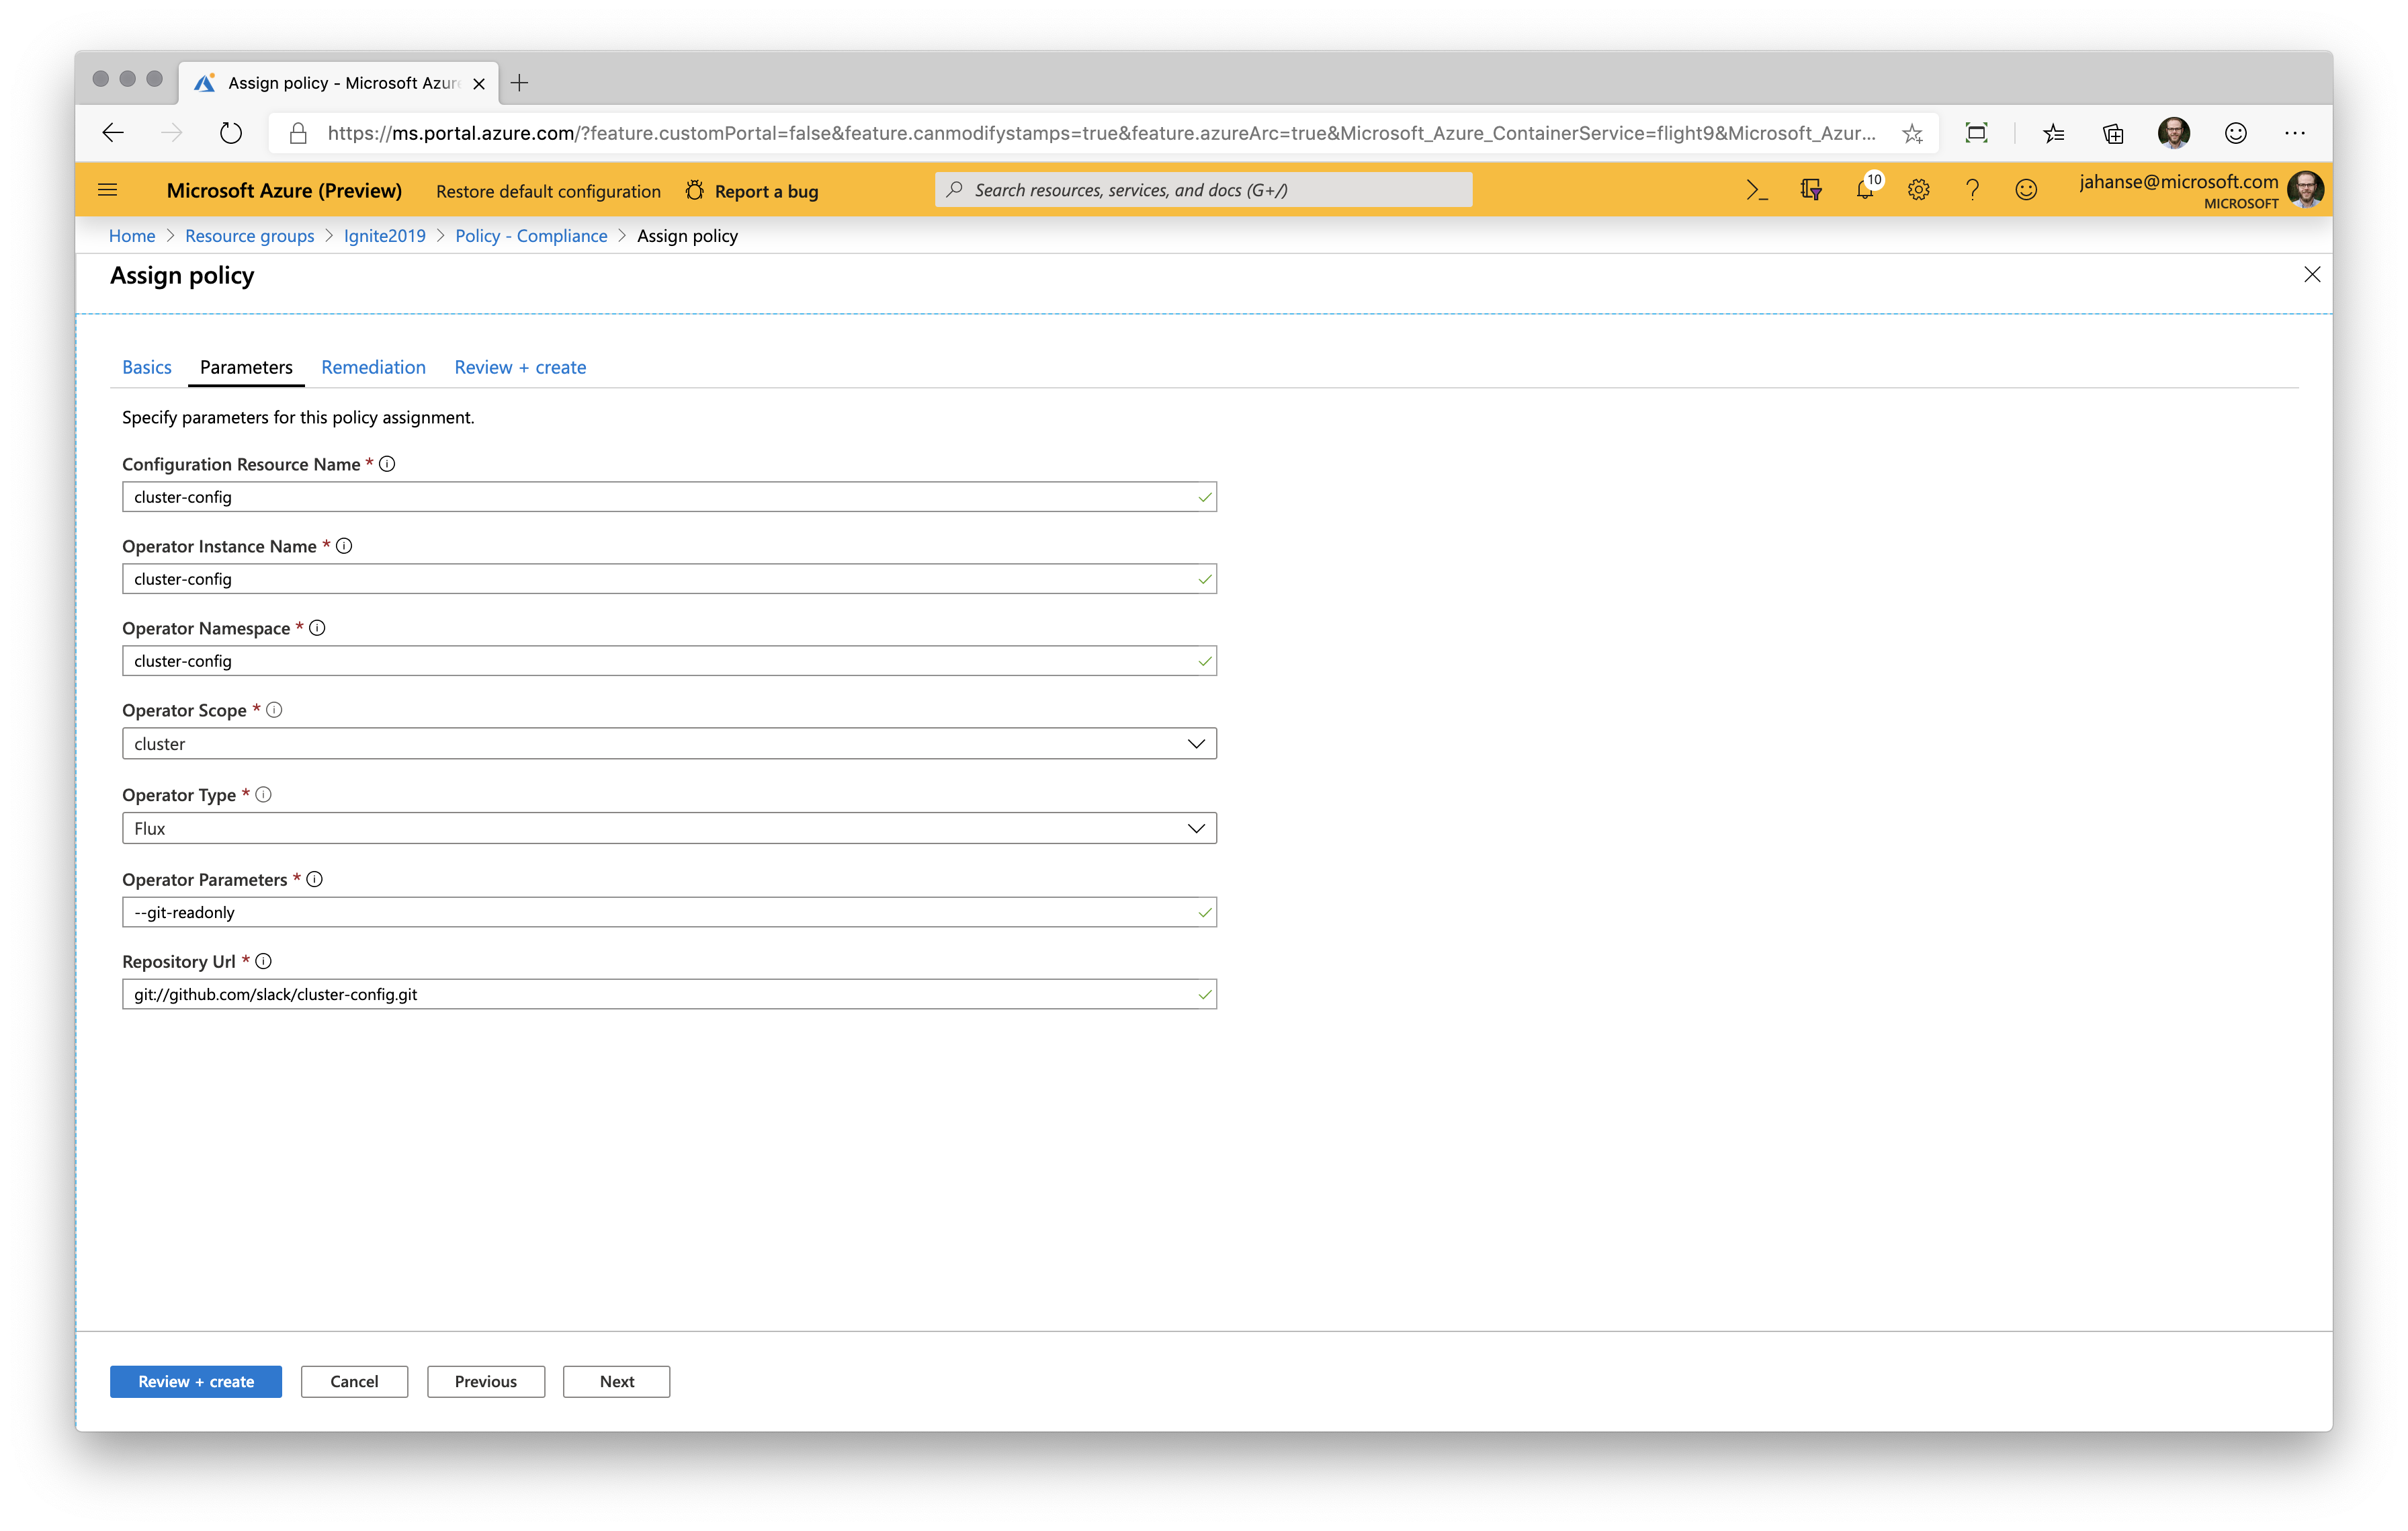 Assign policy - Microsoft Azur
https://ms.portal.azure.com/?feature.customPortal=false&feature.canmodifystamps=true&feature.azureArc=true&Microsoft_Azure_ContainerService=flight9&Microsoft_Azur...
Microsoft Azure (Preview) Restore default configuration Report a bug Search resources, services, and docs (G+/) 10 jahanse@microsoft.com
MICROSOFT
Home > Resource groups > Ignite2019 > Policy - Compliance > Assign policy
Assign policy
Basics Parameters Remediation Review + create
Specify parameters for this policy assignment.
Configuration Resource Name *
cluster-config
Operator Instance Name *
cluster-config
Operator Namespace *
cluster-config
Operator Scope *
cluster
Operator Type *
Flux
Operator Parameters *
--git-readonly
Repository Url *
git://github.com/slack/cluster-config.git
Review + create Cancel Previous Next